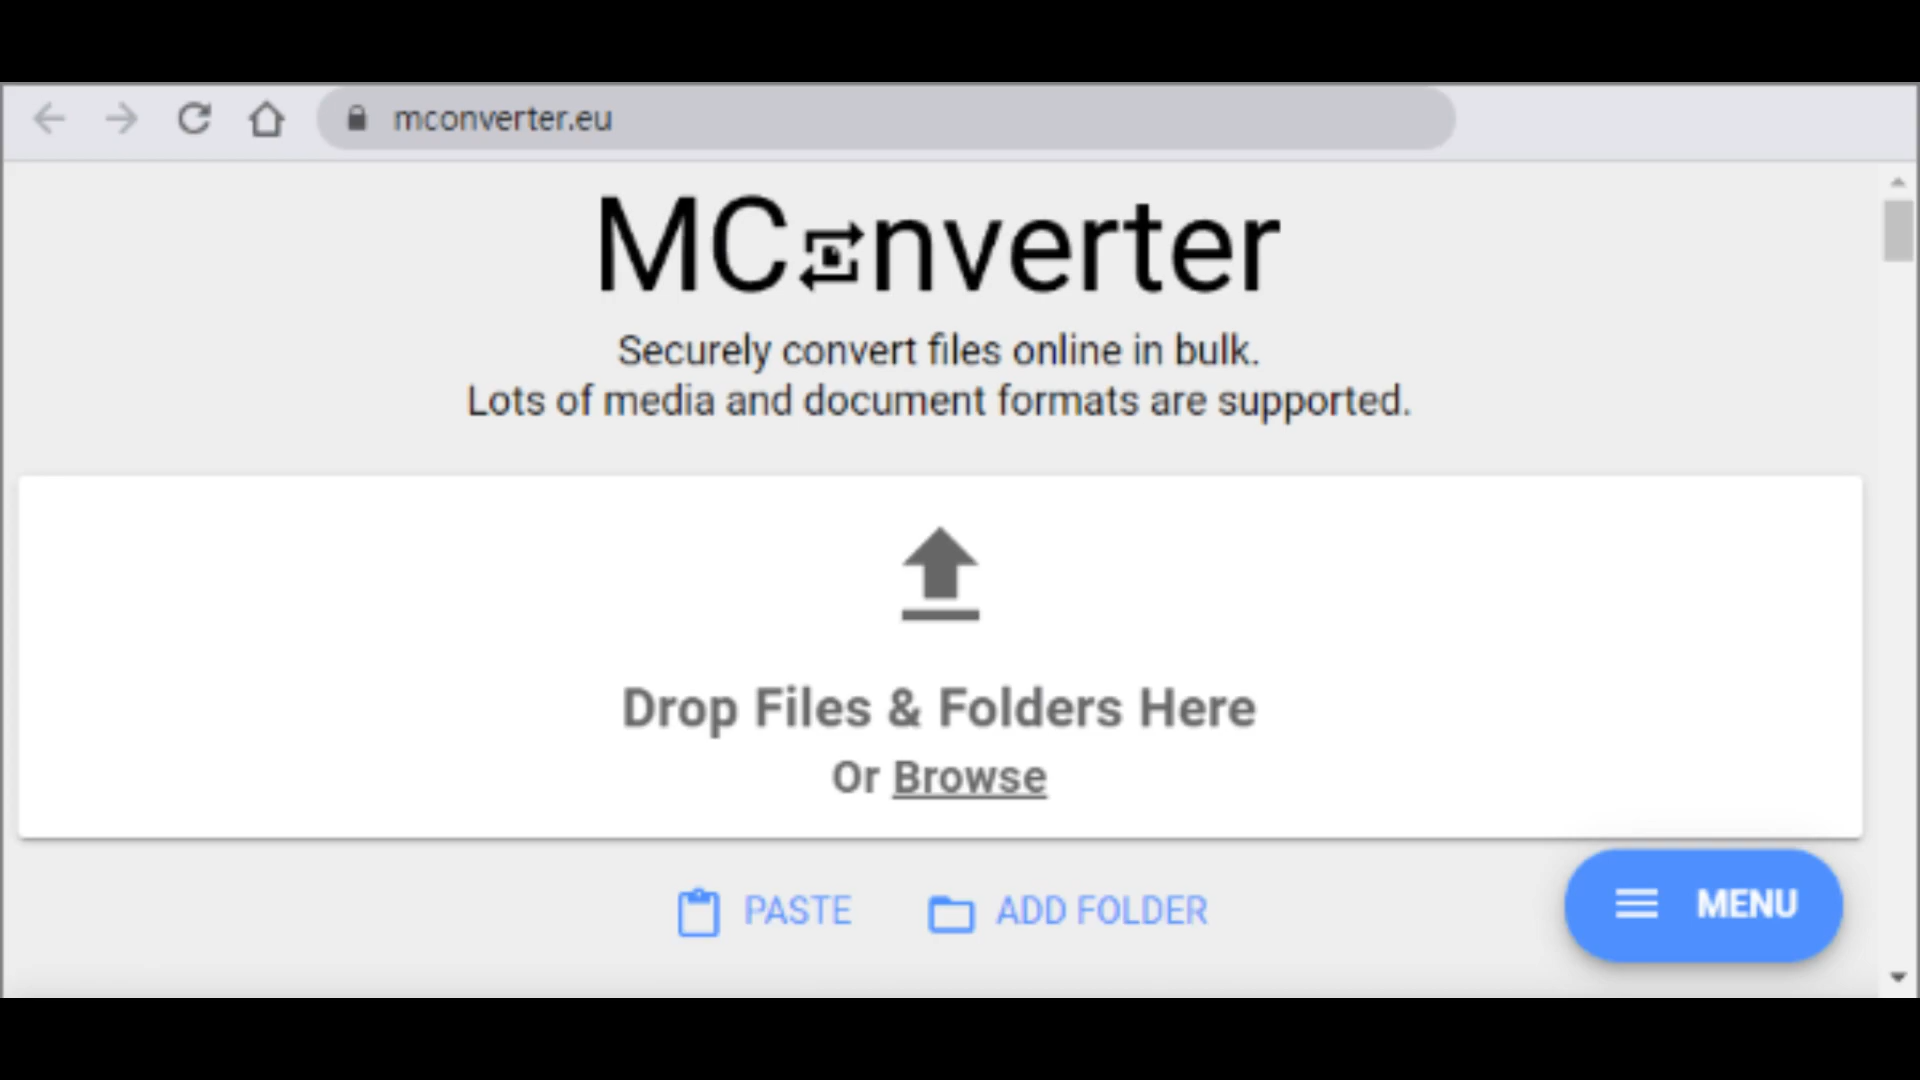 mconverter.eu
MConverter
Securely convert files online in bulk.
Lots of media and document formats are supported.
Drop Files & Folders Here
Or Browse
PASTE
ADD FOLDER
MENU